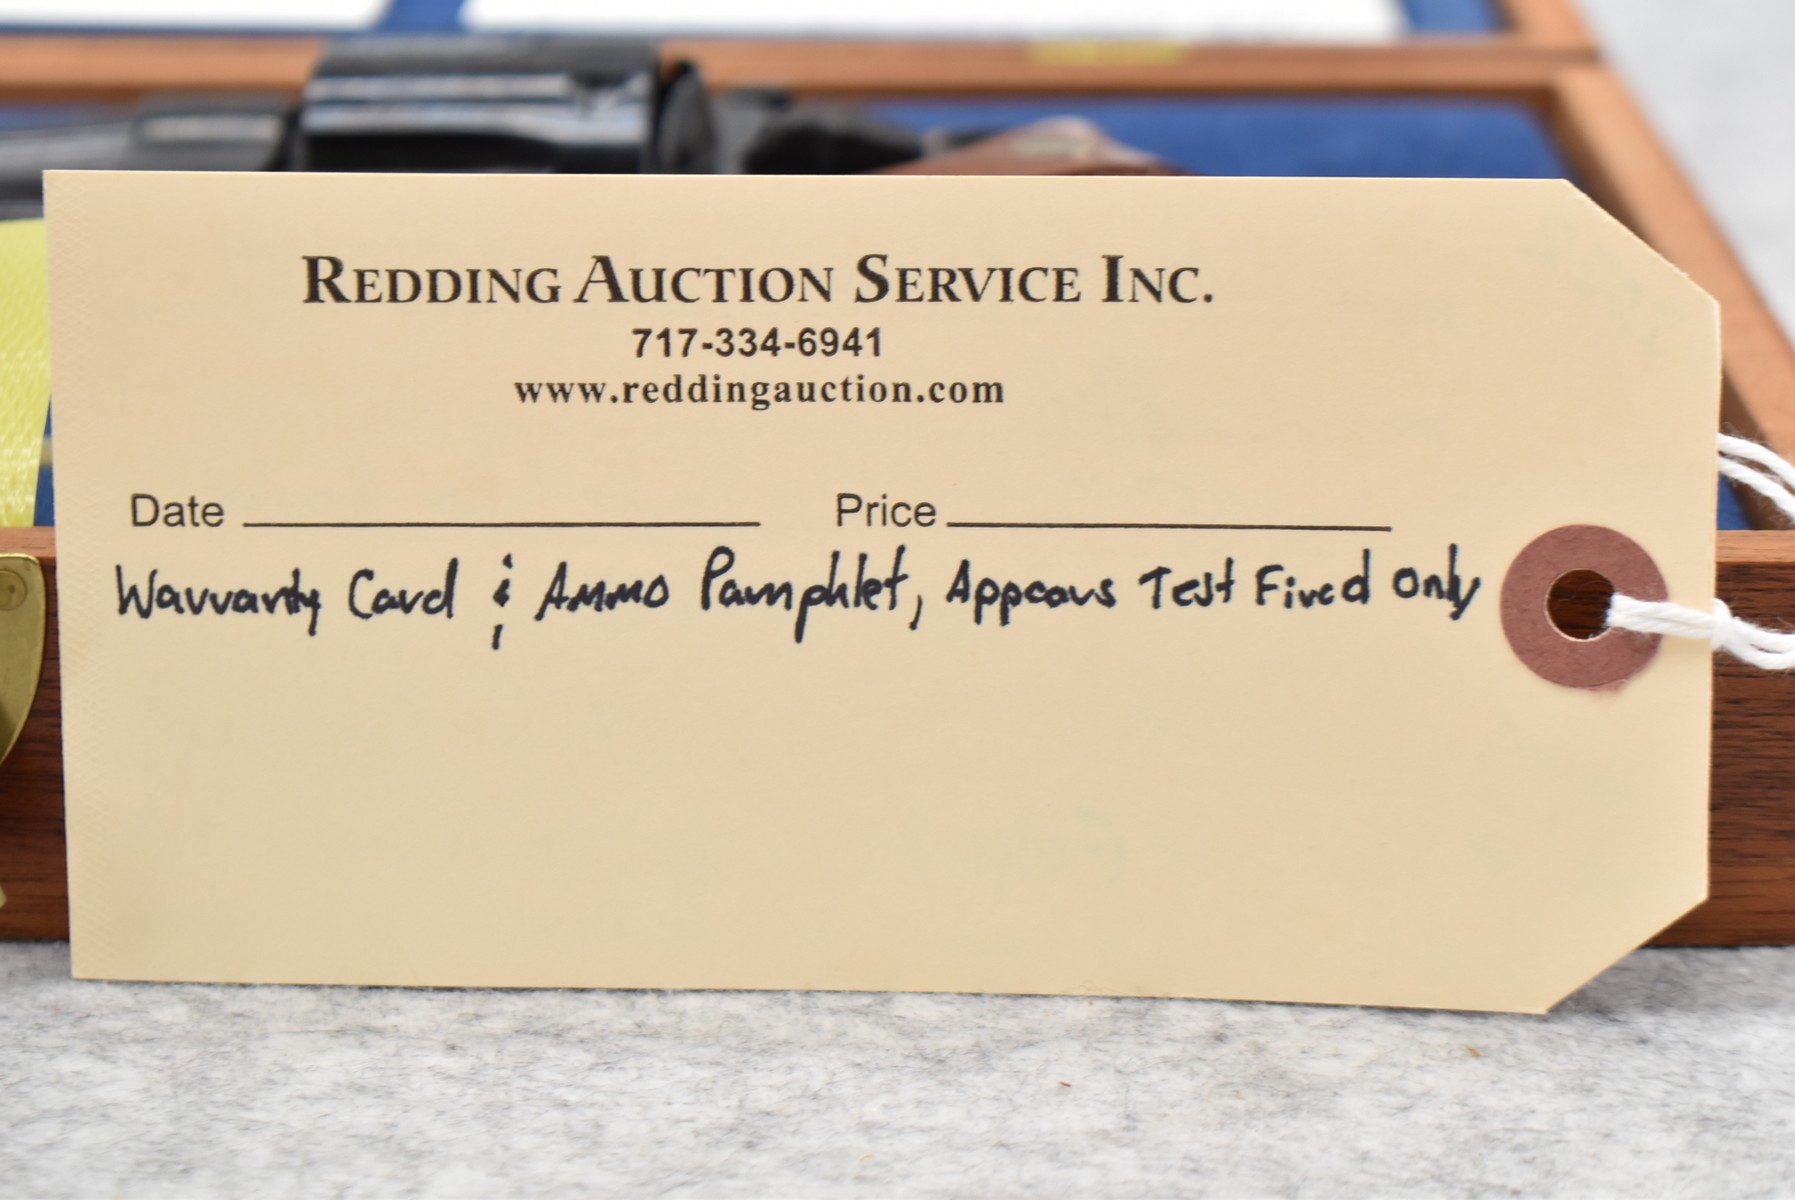 REDDING AUCTION SERVICE INC.
717-334-6941
www.reddingauction.com
Date Price
Warranty Card & Ammo Pamphlet, Appears Test Fired Only